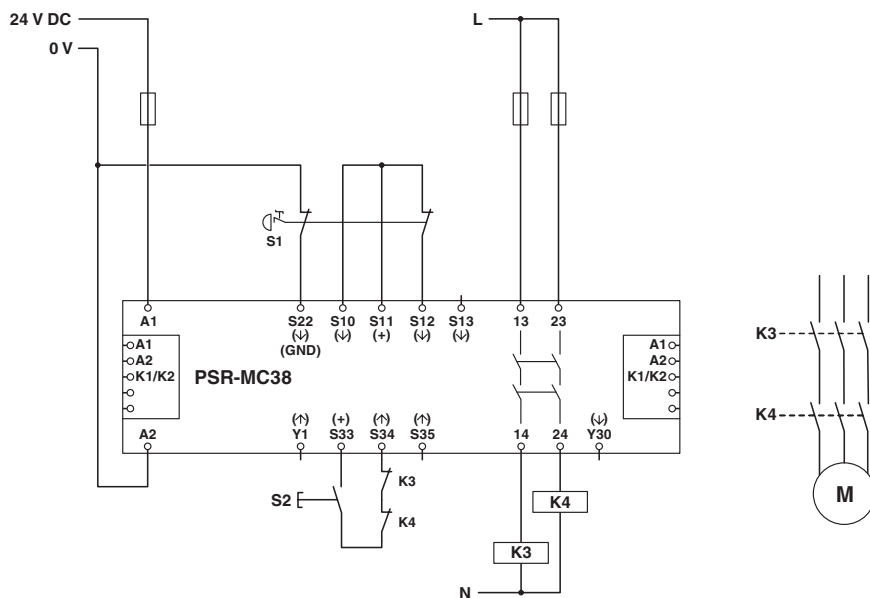 24 V DC
L
0 V
S1
A1 S22 S10 S11 S12 S13 13 23
(↓) (↓) (+) (↓) (↓)
(GND)
A1
A2
K1/K2
PSR-MC38
A1
A2
K1/K2
(↑) (+) (↑) (↑) (↓)
A2 Y1 S33 S34 S35 14 24 Y30
K3
K4
M
S2
K3
K4
K4
K3
N